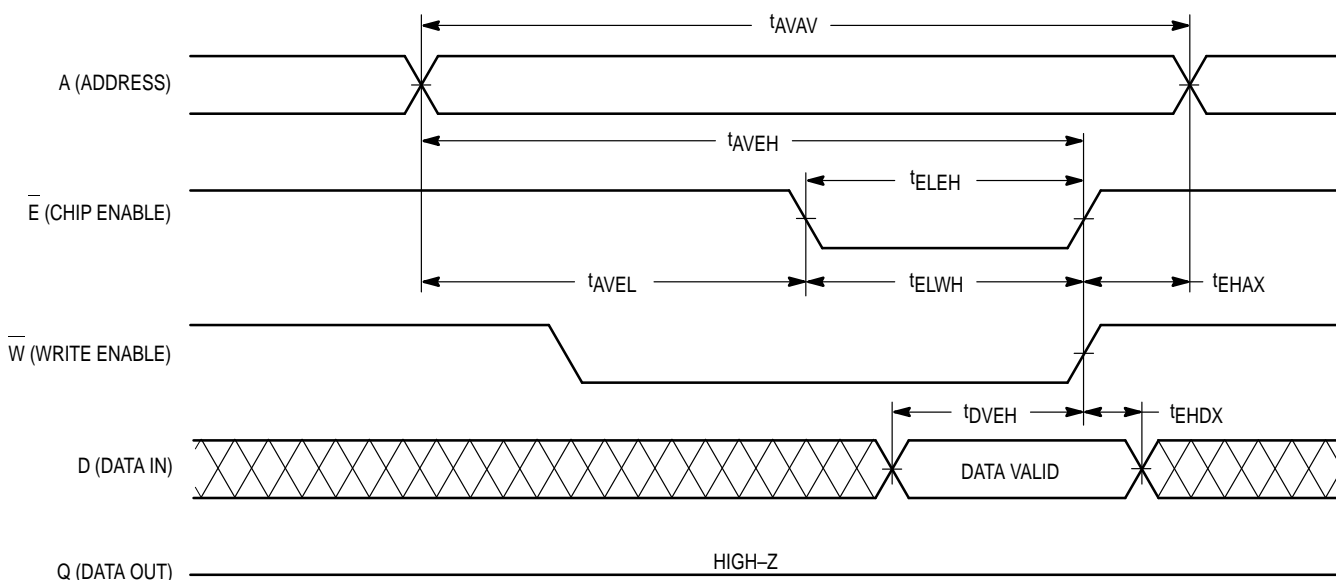 tAVAV
A (ADDRESS)
tAVEH
tELEH
E (CHIP ENABLE)
tAVEL
tELWH
tEHAX
W (WRITE ENABLE)
tDVEH
tEHDX
D (DATA IN)
DATA VALID
HIGH–Z
Q (DATA OUT)